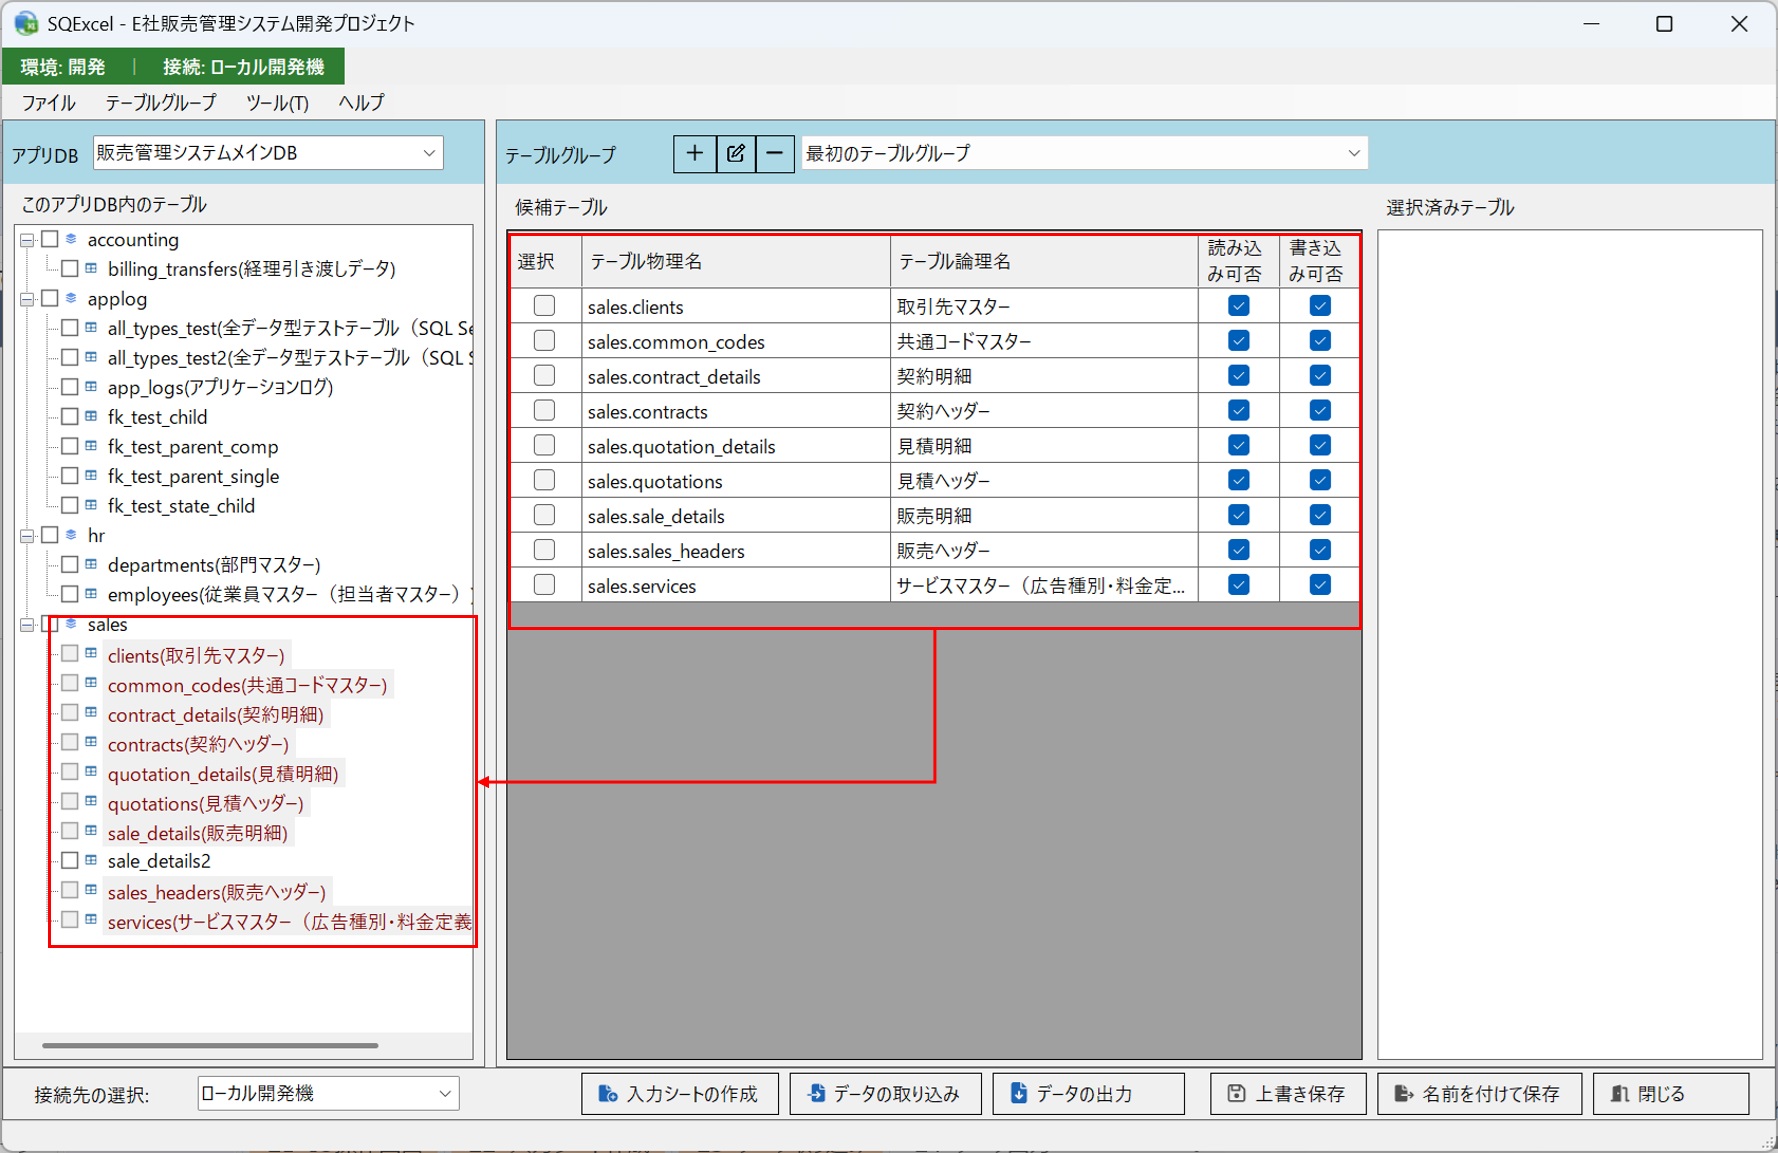 SQExcel - E社販売管理システム開発プロジェクト
環境: 開発 | 接続: ローカル開発機
ファイル テーブルグループ ツール(T) ヘルプ
アプリDB 販売管理システムメインDB
このアプリDB内のテーブル
accounting
billing_transfers(経理引き渡しデータ)
applog
all_types_test(全データ型テストテーブル（SQL Se
all_types_test2(全データ型テストテーブル（SQL S
app_logs(アプリケーションログ)
fk_test_child
fk_test_parent_comp
fk_test_parent_single
fk_test_state_child
hr
departments(部門マスター)
employees(従業員マスター（担当者マスター）
sales
clients(取引先マスター)
common_codes(共通コードマスター)
contract_details(契約明細)
contracts(契約ヘッダー)
quotation_details(見積明細)
quotations(見積ヘッダー)
sale_details(販売明細)
sale_details2
sales_headers(販売ヘッダー)
services(サービスマスター（広告種別・料金定義
テーブルグループ 最初のテーブルグループ
候補テーブル
選択 テーブル物理名 テーブル論理名 読み込み可否 書き込み可否
sales.clients 取引先マスター
sales.common_codes 共通コードマスター
sales.contract_details 契約明細
sales.contracts 契約ヘッダー
sales.quotation_details 見積明細
sales.quotations 見積ヘッダー
sales.sale_details 販売明細
sales.sales_headers 販売ヘッダー
sales.services サービスマスター（広告種別・料金定...
選択済みテーブル
接続先の選択: ローカル開発機
入力シートの作成 データの取り込み データの出力 上書き保存 名前を付けて保存 閉じる